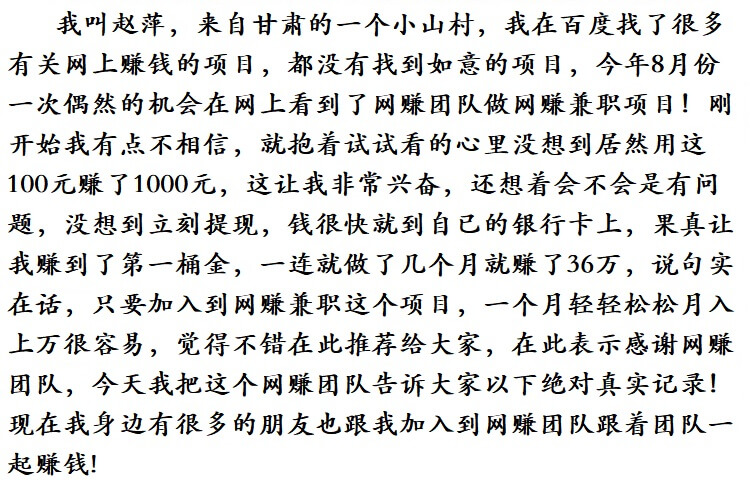 我叫赵萍，来自甘肃的一个小山村，我在百度找了很多
有关网上赚钱的项目，都没有找到如意的项目，今年8月份
一次偶然的机会在网上看到了网赚团队做网赚兼职项目！刚
开始我有点不相信，就抱着试试看的心里没想到居然用这
100元赚了1000元，这让我非常兴奋，还想着会不会是有问
题，没想到立刻提现，钱很快就到自己的银行卡上，果真让
我赚到了第一桶金，一连就做了几个月就赚了36万，说句实
在话，只要加入到网赚兼职这个项目，一个月轻轻松松月入
上万很容易，觉得不错在此推荐给大家，在此表示感谢网赚
团队，今天我把这个网赚团队告诉大家以下绝对真实记录！
现在我身边有很多的朋友也跟我加入到网赚团队跟着团队一
起赚钱！